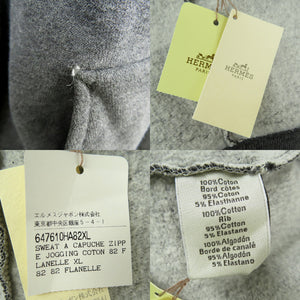 HERMES
PARIS
HERMES
PARIS
エルメスジャポン株式会社
東京都中央区銀座5-4-1
647610HA82XL
SWEAT A CAPUCHE ZIPP
E JOGGING COTON 82 F
LANELLE XL
S2 82 FLANELLE
100%Coton
Bord côtes
95% Coton
5% Elasthanne
100%Cotton
Rib
95% Cotton
5% Elastane
100%Algodón
Borde de canalé
95% Algodón
5% Elastano